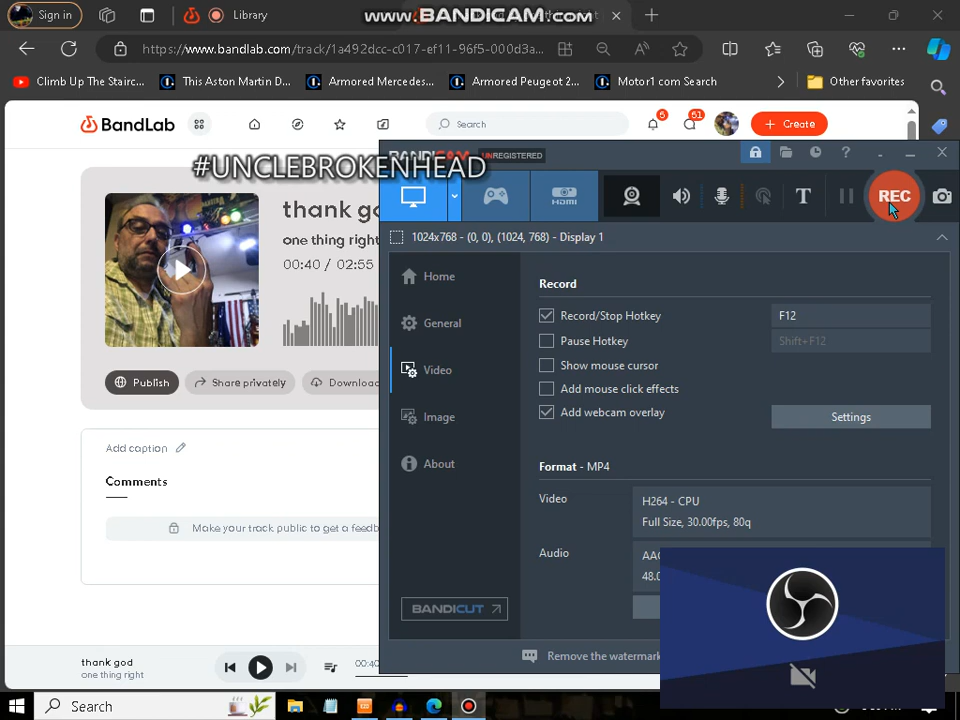 Sign in
Library
www.BANDICAM.com
https://www.bandlab.com/track/1a492dcc-c017-ef11-96f5-000d3a...
Climb Up The Stairc...
This Aston Martin D...
Armored Mercedes...
Armored Peugeot 2...
Motor1 com Search
Other favorites
BandLab
Search
5
51
Create
#UNCLEBROKENHEAD
UNREGISTERED
HDMI
T
REC
thank go
one thing right
00:40 / 02:55
1024x768 - (0, 0), (1024, 768) - Display 1
Home
General
Video
Image
About
BANDICUT
Record
Record/Stop Hotkey
F12
Pause Hotkey
Shift+F12
Show mouse cursor
Add mouse click effects
Add webcam overlay
Settings
Format - MP4
Video
H264 - CPU
Full Size, 30.00fps, 80q
Audio
AA
48.0
Remove the watermark
Publish
Share privately
Download
Add caption
Comments
Make your track public to get a feedb
thank god
one thing right
00:40
Search